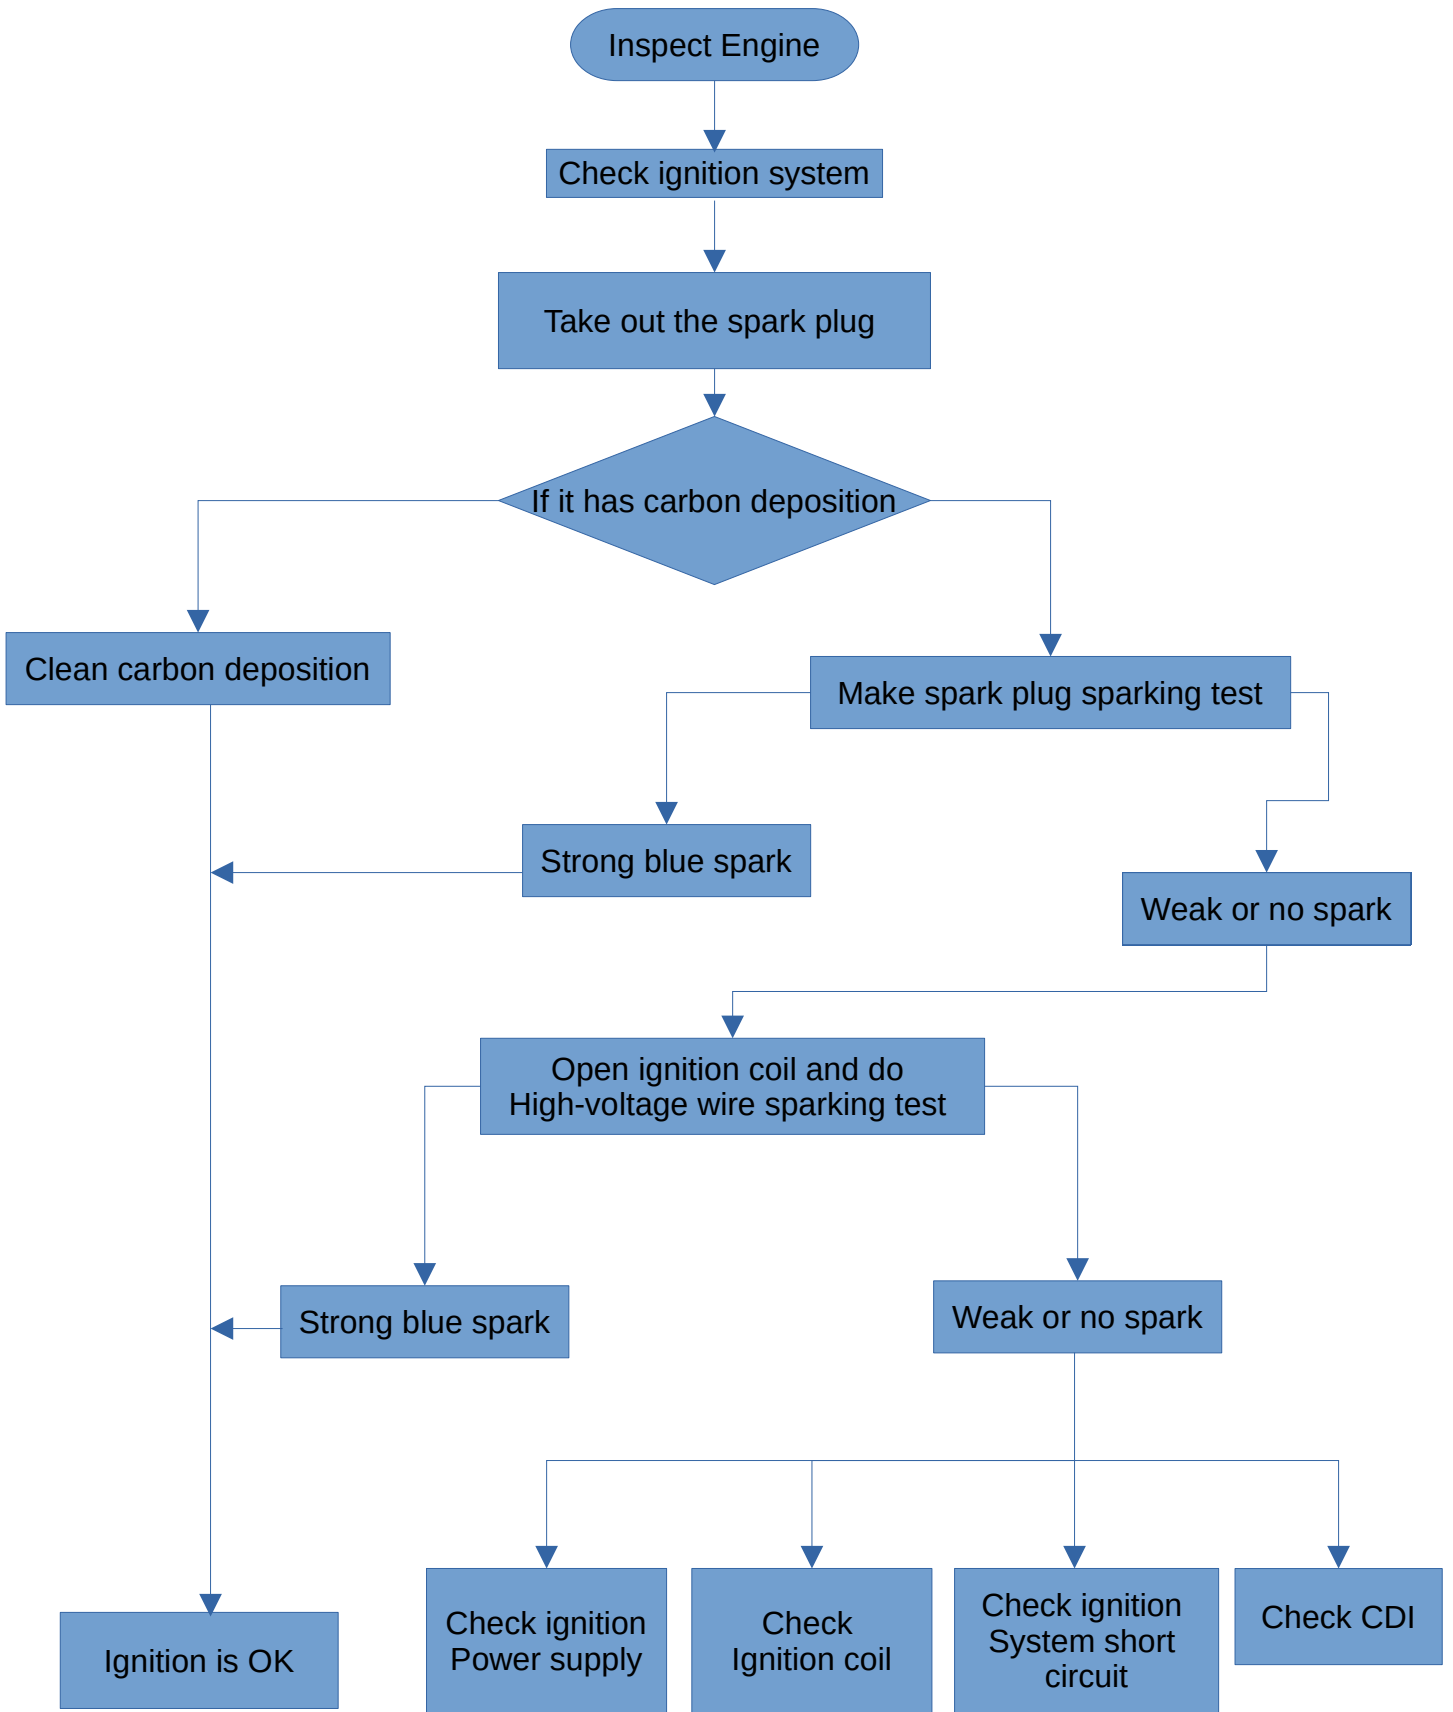 Inspect Engine
Check ignition system
Take out the spark plug
If it has carbon deposition
Clean carbon deposition
Make spark plug sparking test
Strong blue spark
Weak or no spark
Open ignition coil and do
High-voltage wire sparking test
Strong blue spark
Weak or no spark
Check ignition
Power supply
Check
Ignition coil
Check ignition
System short
circuit
Check CDI
Ignition is OK